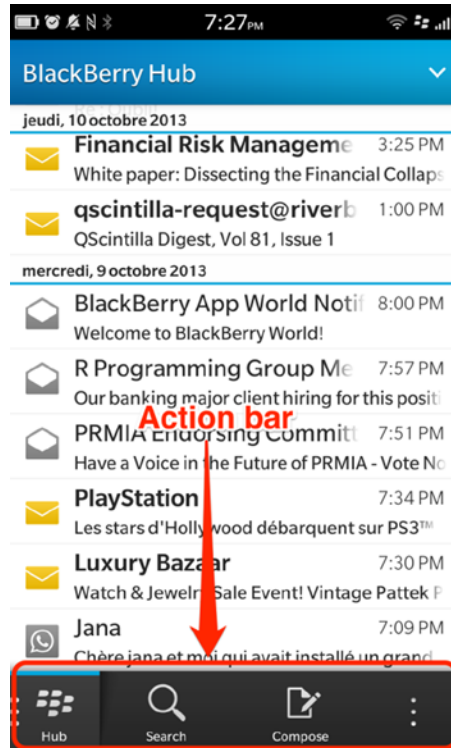 7:27PM
BlackBerry Hub
Re: Qubiil
jeudi, 10 octobre 2013
Financial Risk Manageme 3:25 PM
White paper: Dissecting the Financial Collaps
qscintilla-request@riverb 1:00 PM
QScintilla Digest, Vol 81, Issue 1
mercredi, 9 octobre 2013
BlackBerry App World Notif 8:00 PM
Welcome to BlackBerry World!
R Programming Group Me 7:57 PM
Our banking major client hiring for this positi
Action bar
PRMIA Endorsing Committ 7:51 PM
Have a Voice in the Future of PRMIA - Vote No
PlayStation 7:34 PM
Les stars d'Hollywood débarquent sur PS3™
Luxury Bazaar 7:30 PM
Watch & Jewelry Sale Event! Vintage Pattek P
Jana 7:09 PM
Chère jana et moi qui avait installé un grand
Hub Search Compose